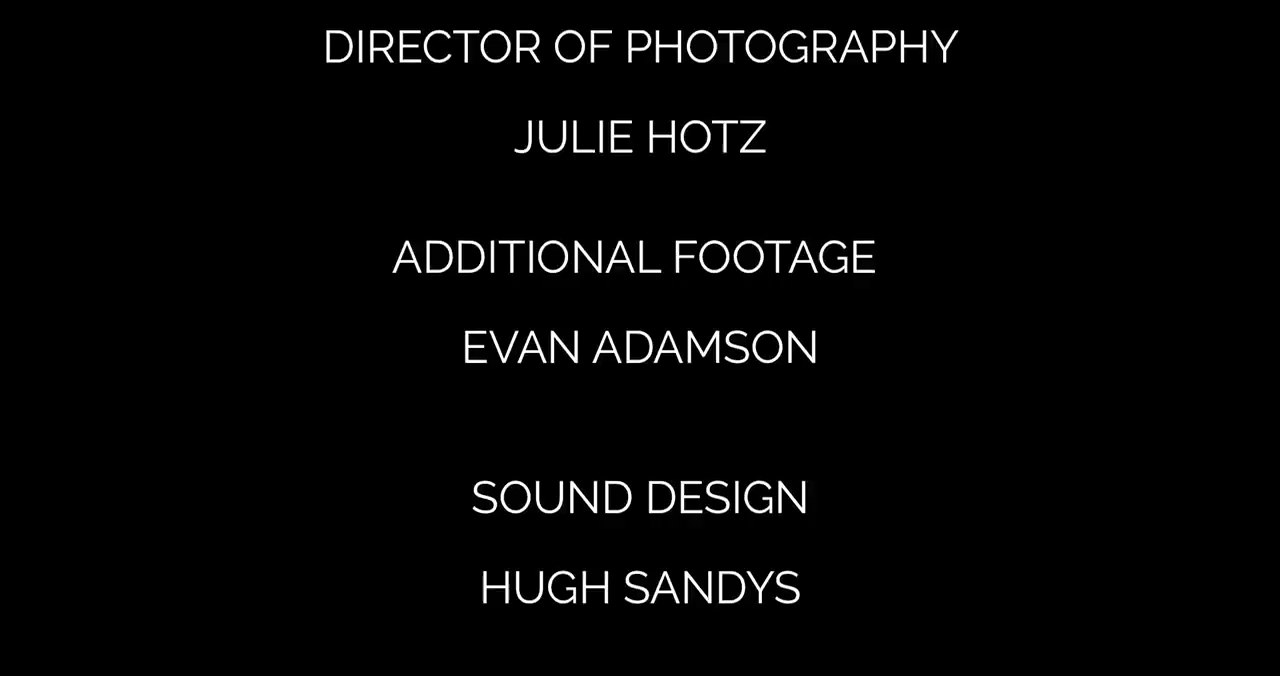 DIRECTOR OF PHOTOGRAPHY
JULIE HOTZ
ADDITIONAL FOOTAGE
EVAN ADAMSON
SOUND DESIGN
HUGH SANDYS